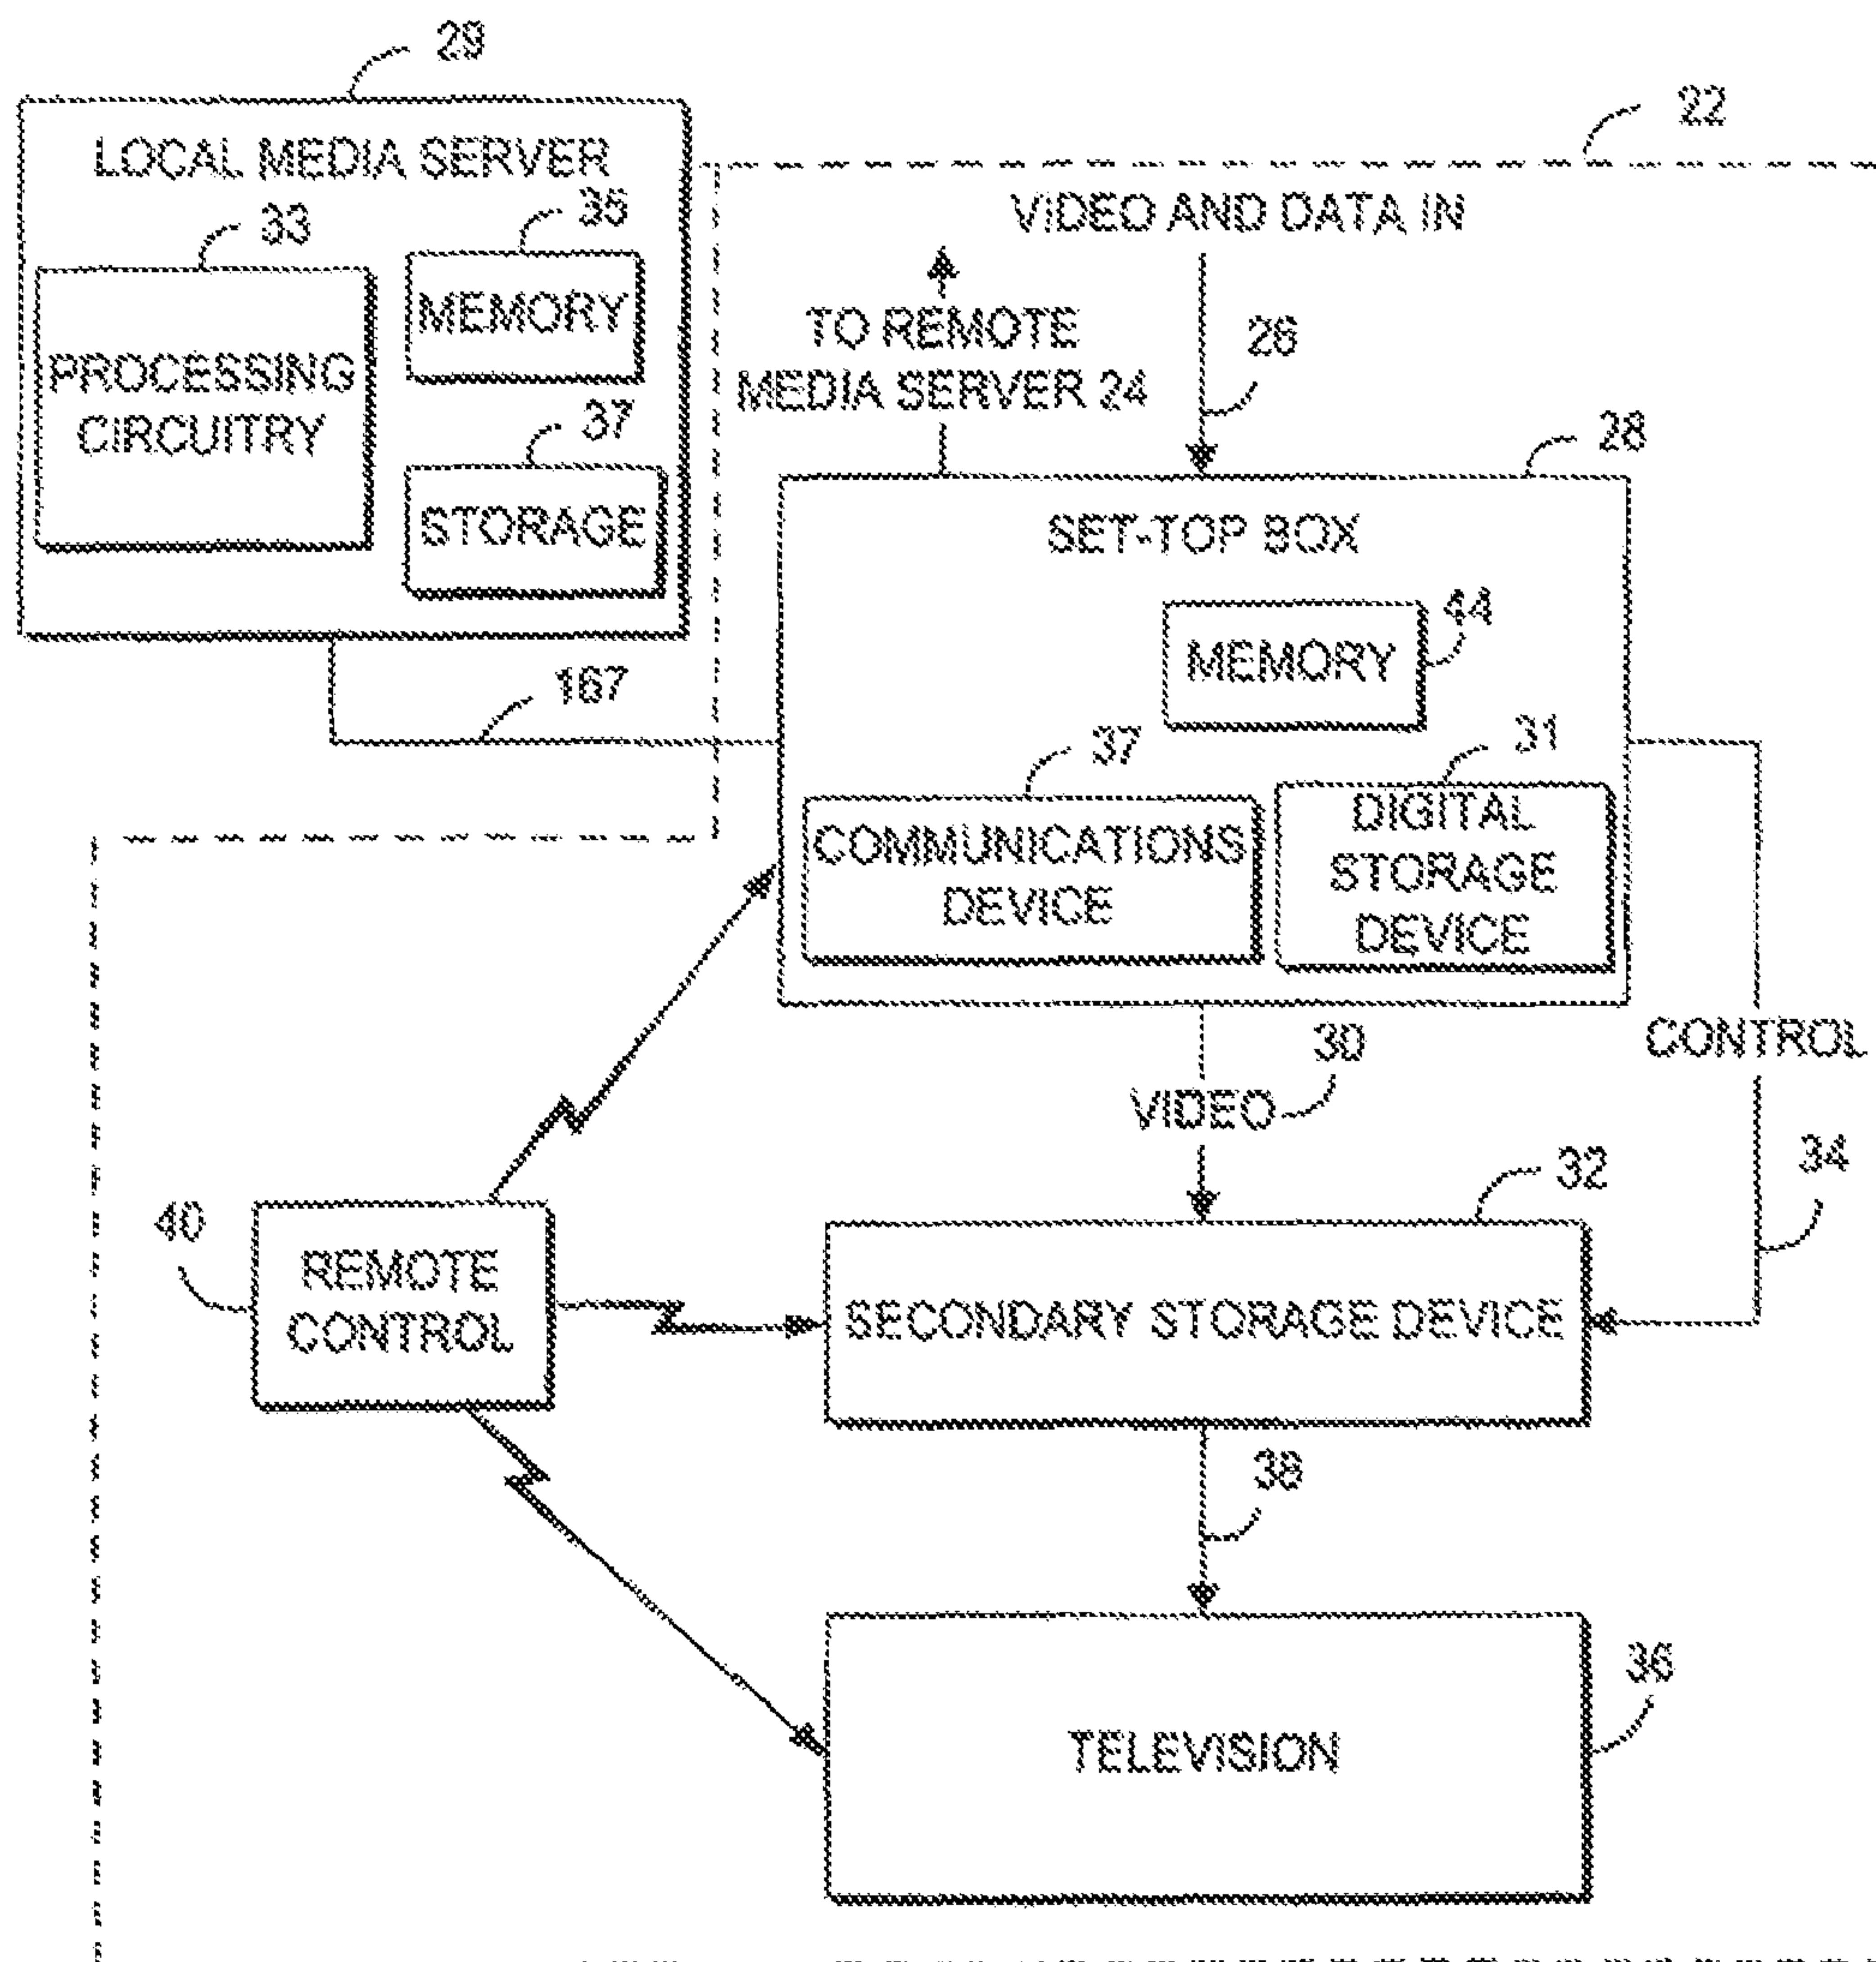 29
22
LOCAL MEDIA SERVER
33
35
PROCESSING
CIRCUITRY
MEMORY
37
STORAGE
VIDEO AND DATA IN
TO REMOTE
MEDIA SERVER 24
26
28
SET-TOP BOX
MEMORY
44
167
37
31
COMMUNICATIONS
DEVICE
DIGITAL
STORAGE
DEVICE
30
VIDEO
CONTROL
34
32
40
REMOTE
CONTROL
SECONDARY STORAGE DEVICE
38
36
TELEVISION